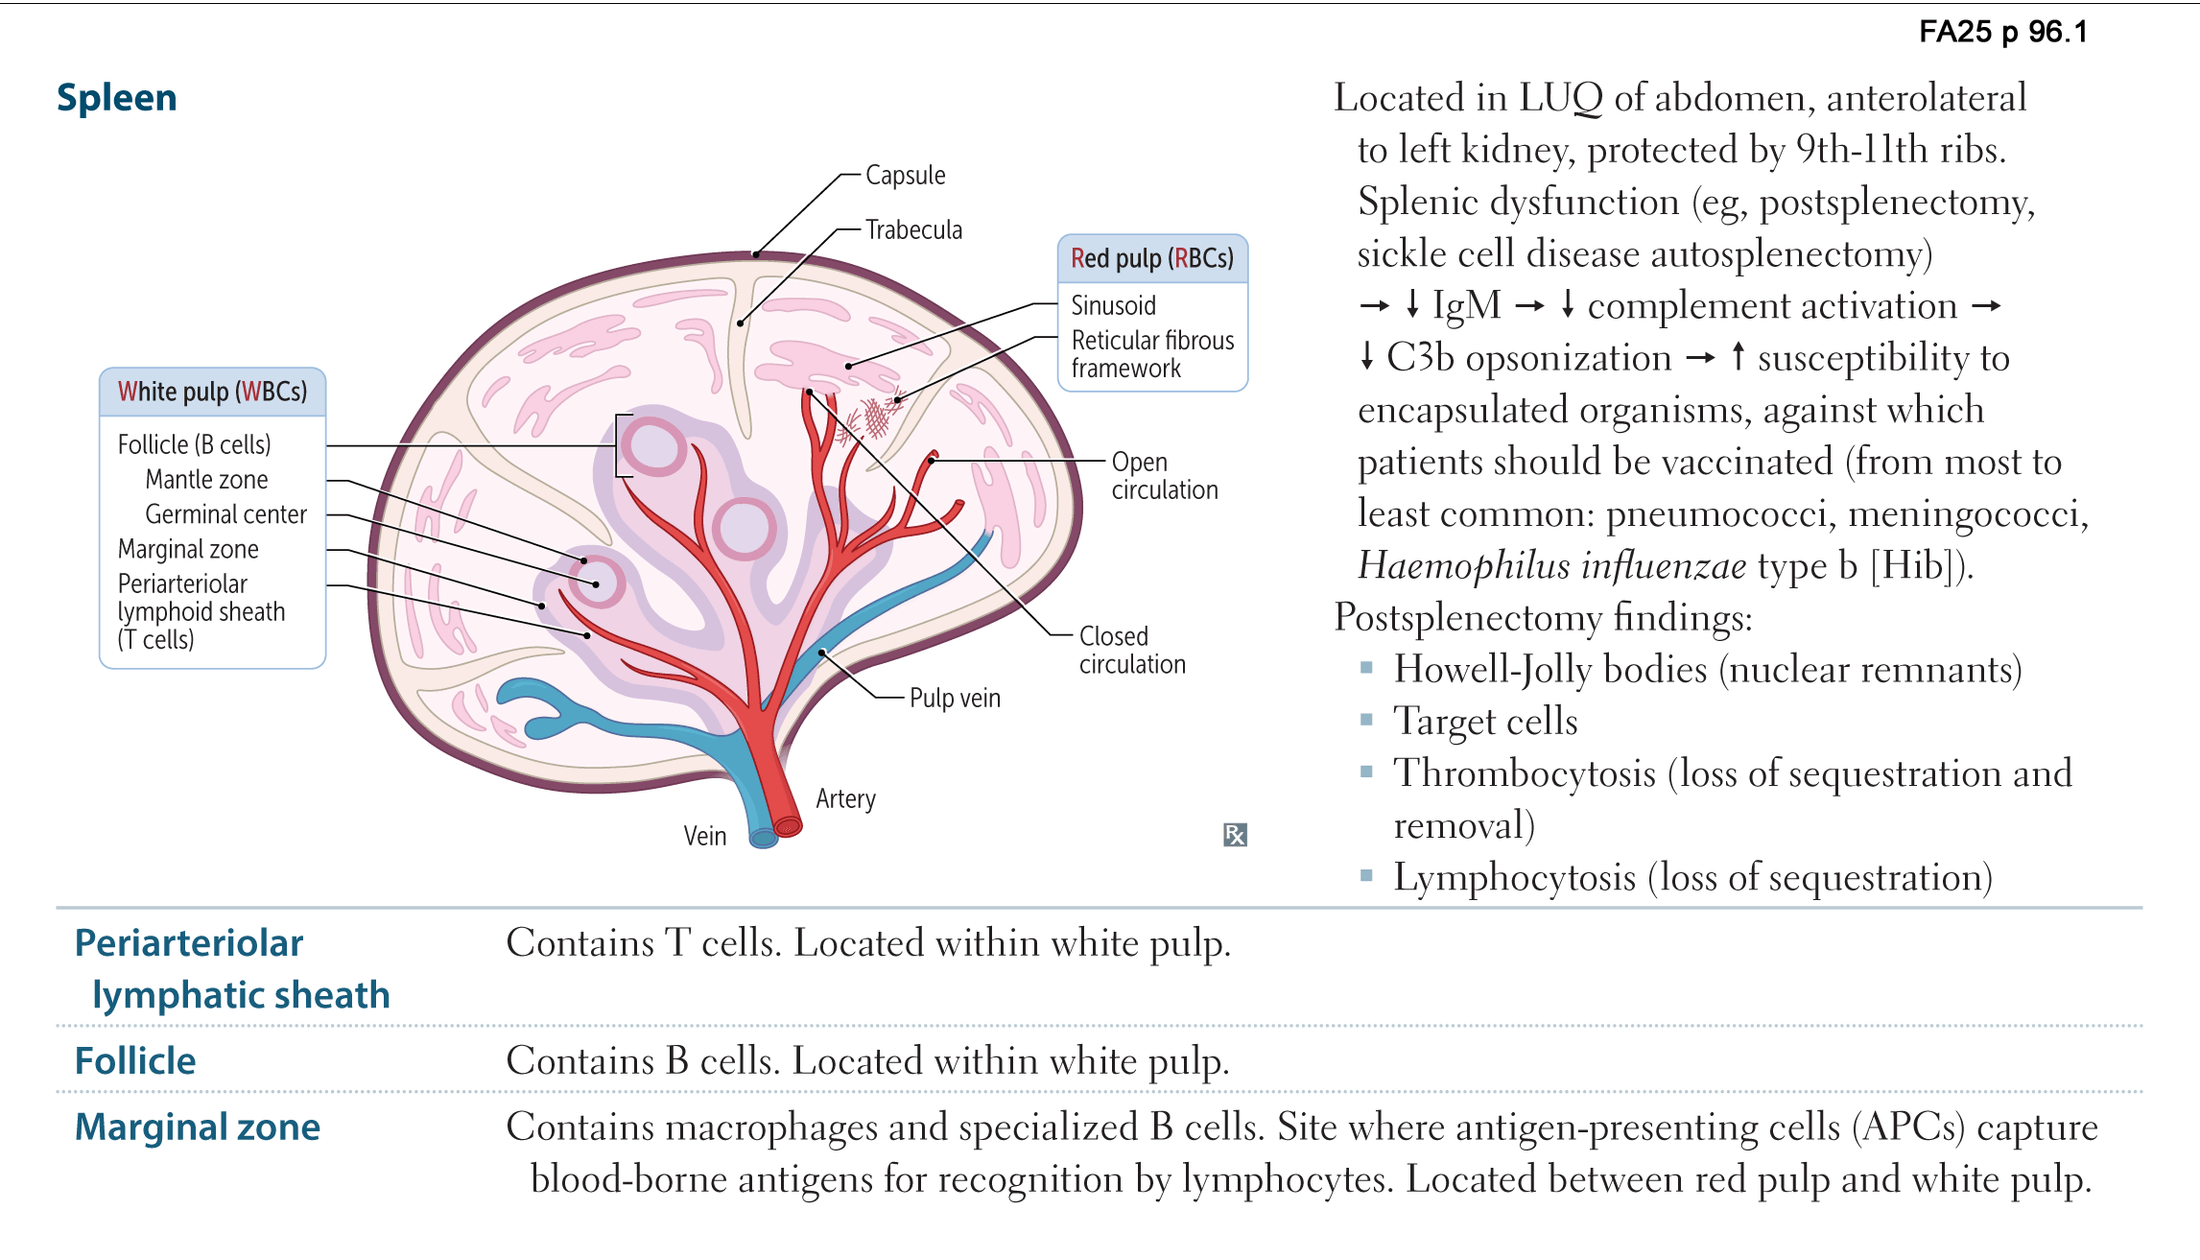 FA25 p 96.1
Spleen
Capsule
Trabecula
Red pulp (RBCs)
Sinusoid
Reticular fibrous
framework
White pulp (WBCs)
Follicle (B cells)
Mantle zone
Germinal center
Marginal zone
Periarteriolar
lymphoid sheath
(T cells)
Open
circulation
Closed
circulation
Pulp vein
Artery
Vein
Rx
Located in LUQ of abdomen, anterolateral
to left kidney, protected by 9th-11th ribs.
Splenic dysfunction (eg, postsplenectomy,
sickle cell disease autosplenectomy)
→ ↓ IgM → ↓ complement activation →
↓ C3b opsonization → ↑ susceptibility to
encapsulated organisms, against which
patients should be vaccinated (from most to
least common: pneumococci, meningococci,
Haemophilus influenzae type b [Hib]).
Postsplenectomy findings:
▪ Howell-Jolly bodies (nuclear remnants)
▪ Target cells
▪ Thrombocytosis (loss of sequestration and
removal)
▪ Lymphocytosis (loss of sequestration)
Periarteriolar
lymphatic sheath
Contains T cells. Located within white pulp.
Follicle
Contains B cells. Located within white pulp.
Marginal zone
Contains macrophages and specialized B cells. Site where antigen-presenting cells (APCs) capture
blood-borne antigens for recognition by lymphocytes. Located between red pulp and white pulp.